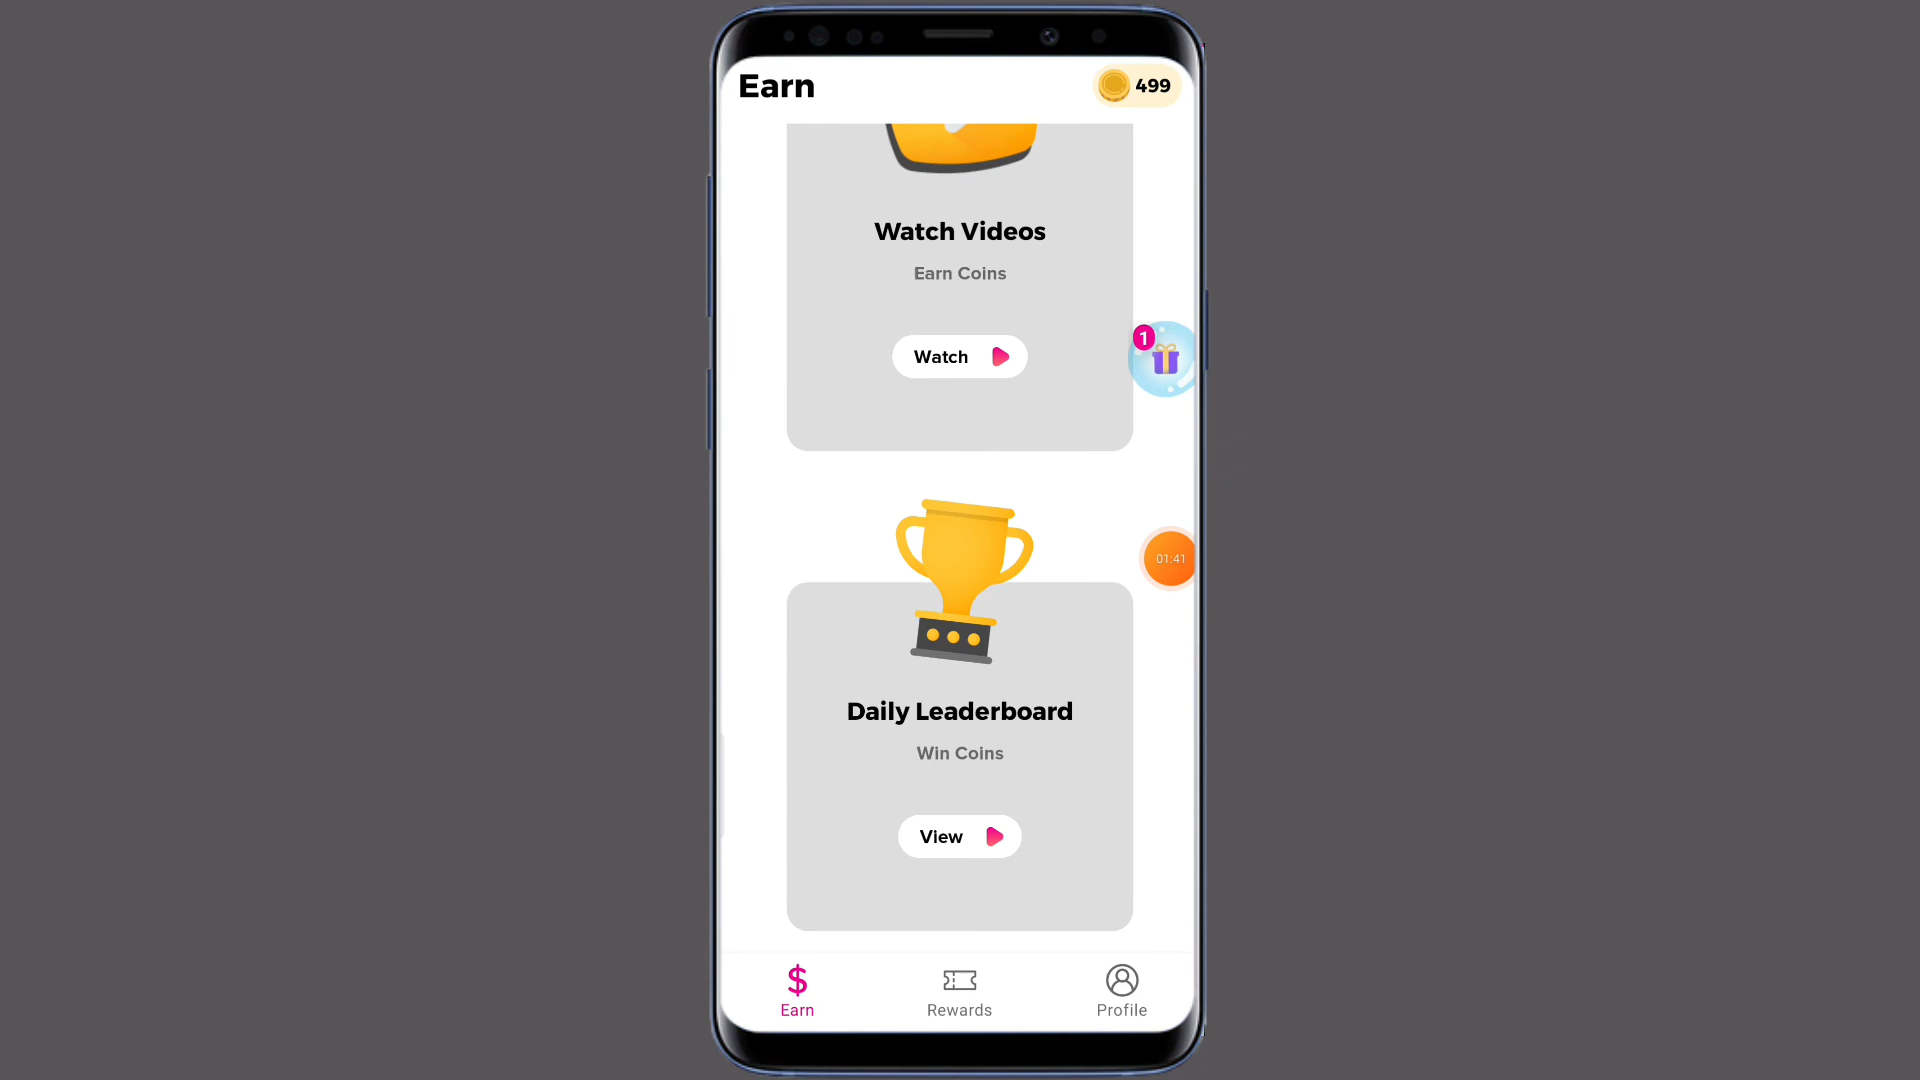 Earn
499
Watch Videos
Earn Coins
Watch
1
01:41
Daily Leaderboard
Win Coins
View
Earn
Rewards
Profile